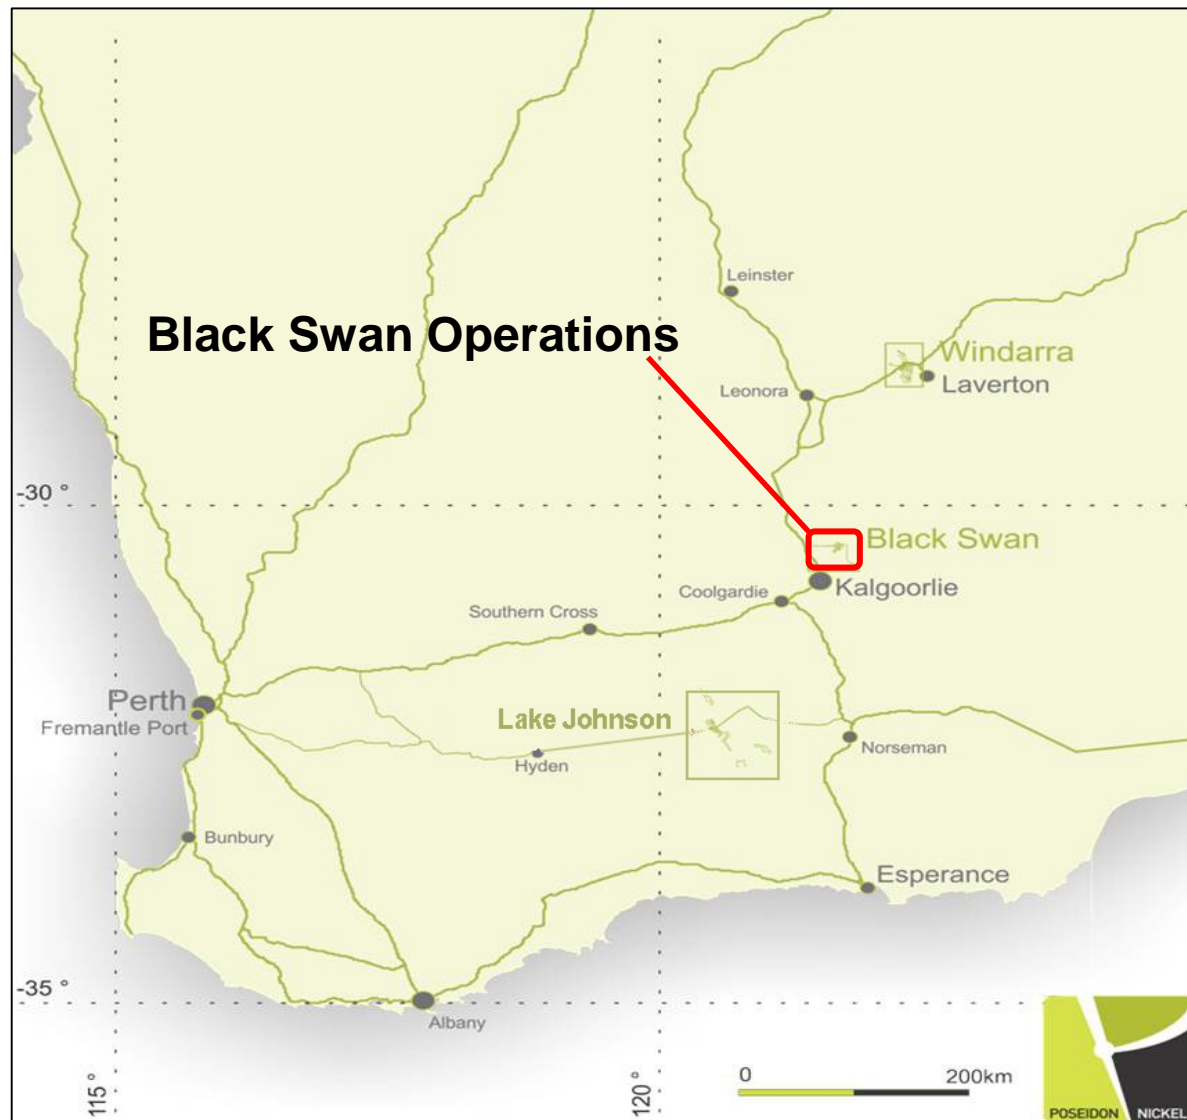 Leinster
Black Swan Operations
Windarra
Laverton
Leonora
-30 °
Black Swan
Kalgoorlie
Coolgardie
Southern Cross
Perth
Fremantle Port
Lake Johnson
Norseman
Hyden
Bunbury
Esperance
-35 °
Albany
115 °
120 °
0
200km
POSEIDON NICKEL